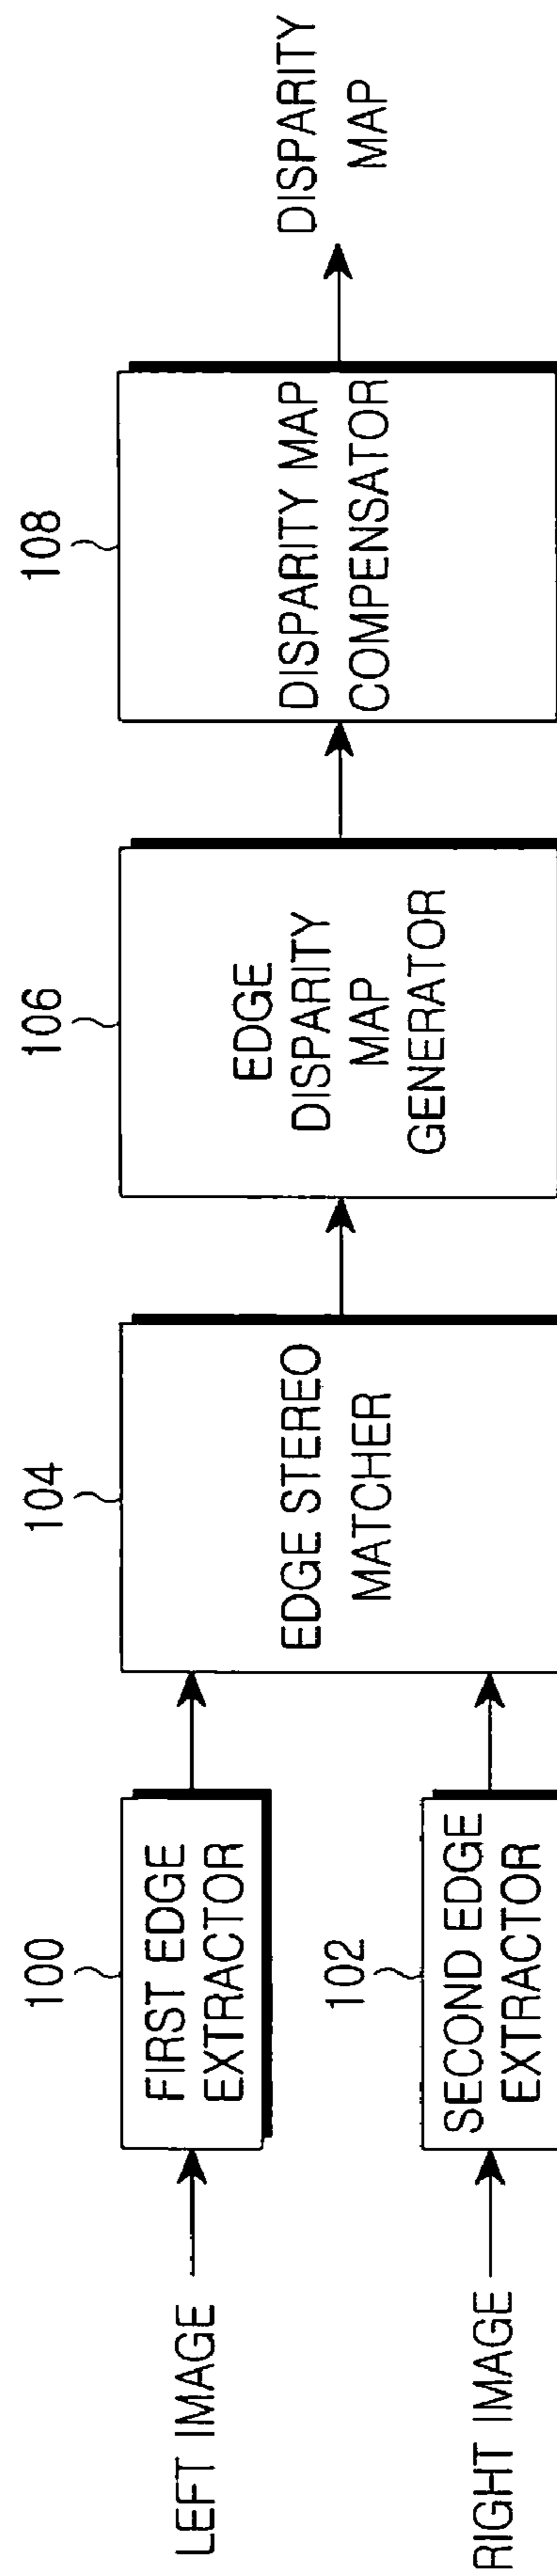 LEFT IMAGE
100
FIRST EDGE
EXTRACTOR
RIGHT IMAGE
102
SECOND EDGE
EXTRACTOR
104
EDGE STEREO
MATCHER
106
EDGE
DISPARITY
MAP
GENERATOR
108
DISPARITY MAP
COMPENSATOR
DISPARITY
MAP